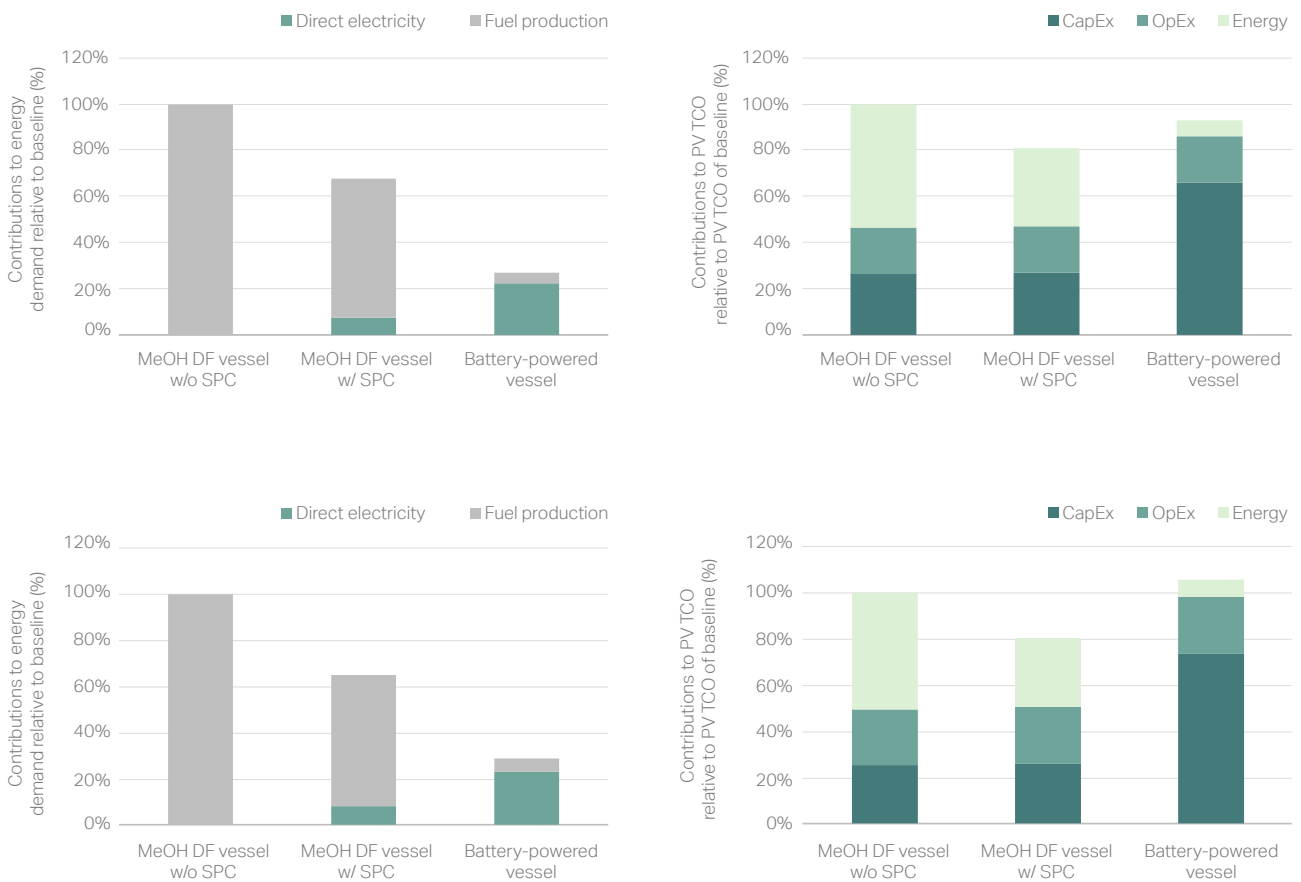 Direct electricity Fuel production
Contributions to energy
demand relative to baseline (%)
120%
100%
80%
60%
40%
20%
0%
MeOH DF vessel
w/o SPC
MeOH DF vessel
w/ SPC
Battery-powered
vessel
CapEx OpEx Energy
Contributions to PV TCO
relative to PV TCO of baseline (%)
120%
100%
80%
60%
40%
20%
0%
MeOH DF vessel
w/o SPC
MeOH DF vessel
w/ SPC
Battery-powered
vessel
Direct electricity Fuel production
Contributions to energy
demand relative to baseline (%)
120%
100%
80%
60%
40%
20%
0%
MeOH DF vessel
w/o SPC
MeOH DF vessel
w/ SPC
Battery-powered
vessel
CapEx OpEx Energy
Contributions to PV TCO
relative to PV TCO of baseline (%)
120%
100%
80%
60%
40%
20%
0%
MeOH DF vessel
w/o SPC
MeOH DF vessel
w/ SPC
Battery-powered
vessel